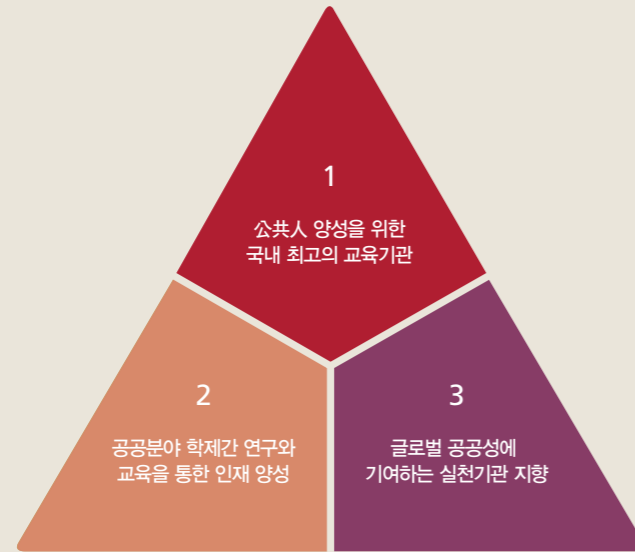 1
公共人 양성을 위한
국내 최고의 교육기관
2
공공분야 학제간 연구와
교육을 통한 인재 양성
3
글로벌 공공성에
기여하는 실천기관 지향